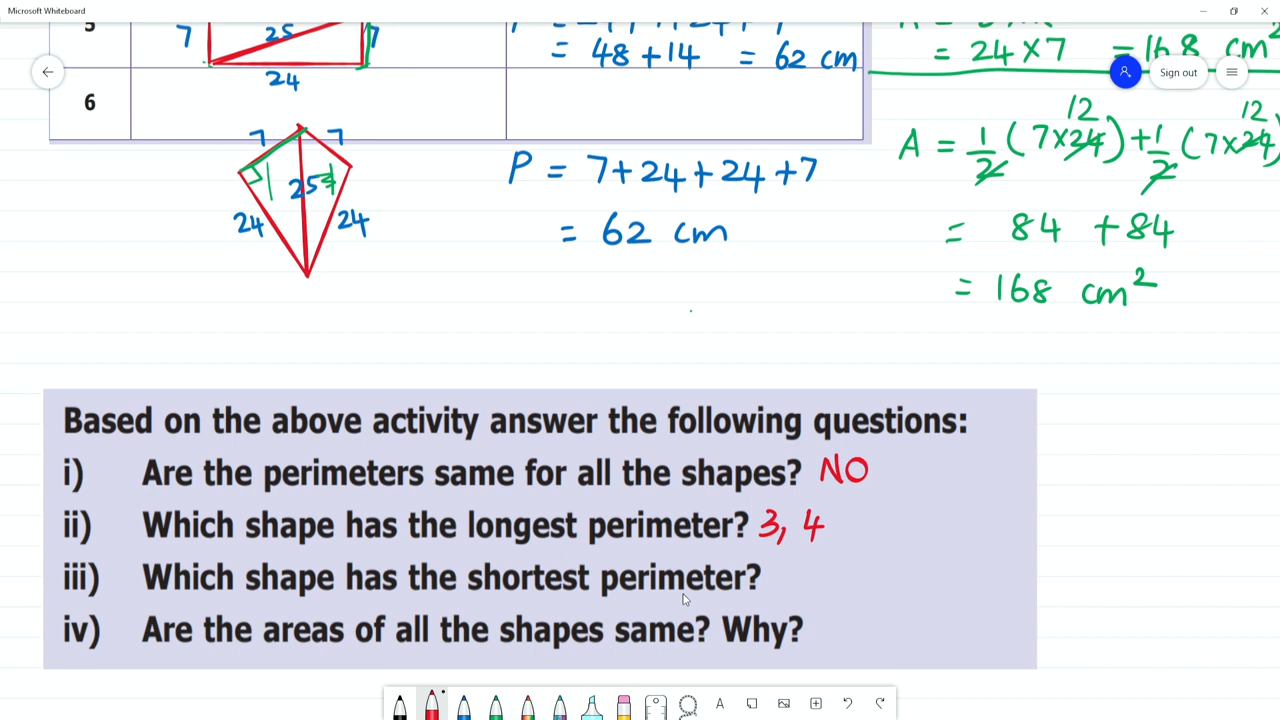 Microsoft Whiteboard
7 25 7
24
= 48 + 14 = 62 cm
= 24 × 7 = 168 cm²
Sign out
6
7 7
25
24 24
P = 7+24+24+7
= 62 cm
12 12
A = 1/2 (7×24) + 1/2 (7×24)
= 84 + 84
= 168 cm²
Based on the above activity answer the following questions:
i) Are the perimeters same for all the shapes? NO
ii) Which shape has the longest perimeter? 3, 4
iii) Which shape has the shortest perimeter?
iv) Are the areas of all the shapes same? Why?
A